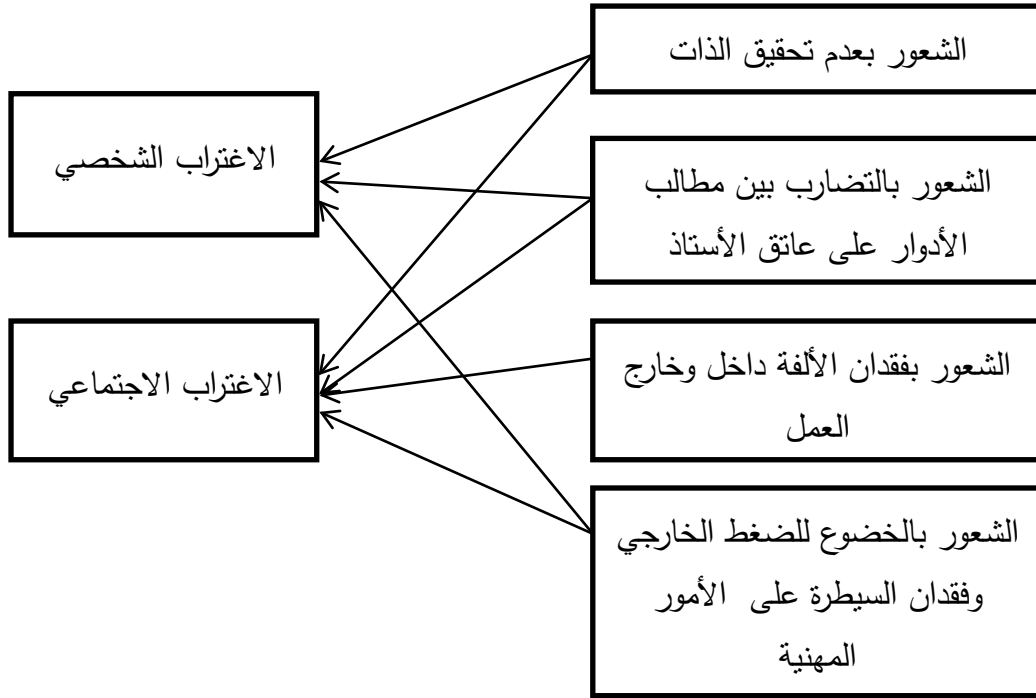 الشعور بعدم تحقيق الذات
الشعور بالتضارب بين مطالب
الأدوار على عاتق الأستاذ
الشعور بفقدان الألفة داخل وخارج
العمل
الشعور بالخضوع للضغط الخارجي
وفقدان السيطرة على الأمور
المهنية
الاغتراب الشخصي
الاغتراب الاجتماعي